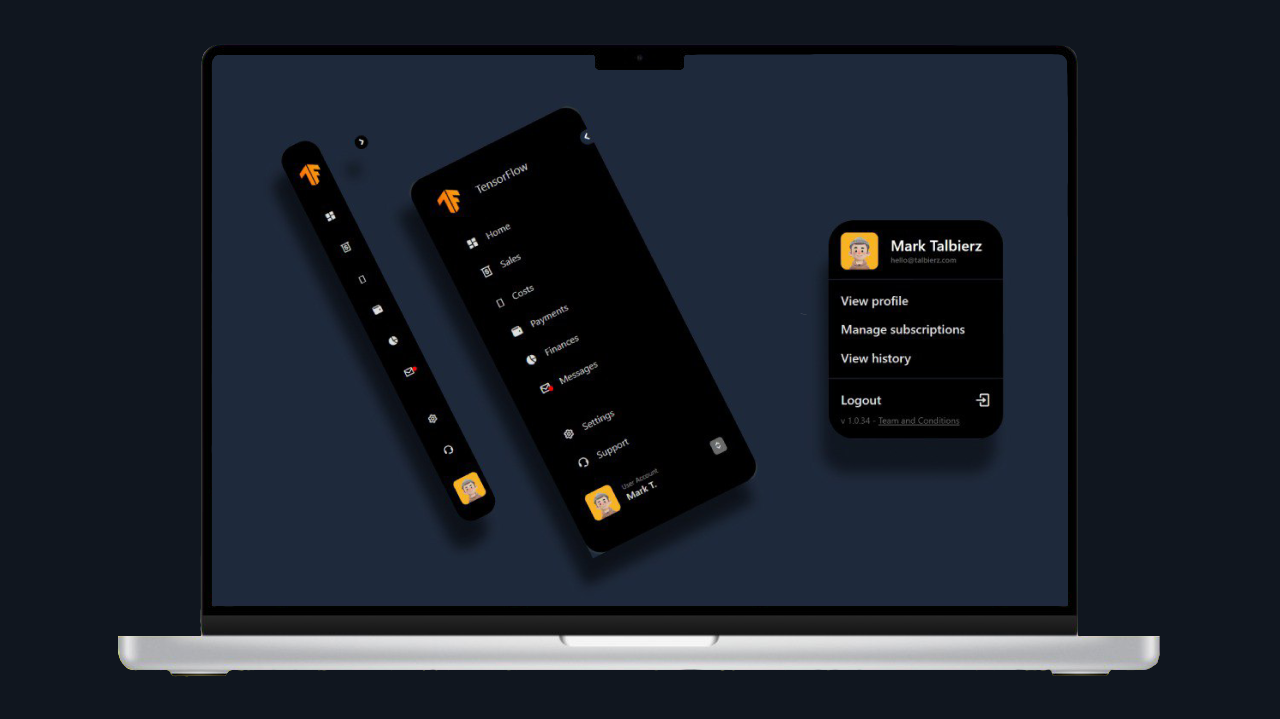 TensorFlow
Home
Sales
Costs
Payments
Finances
Messages
Settings
Support
User Account
Mark T.
Mark Talbierz
hello@talbierz.com
View profile
Manage subscriptions
View history
Logout
v 1.0.34 - Team and Conditions